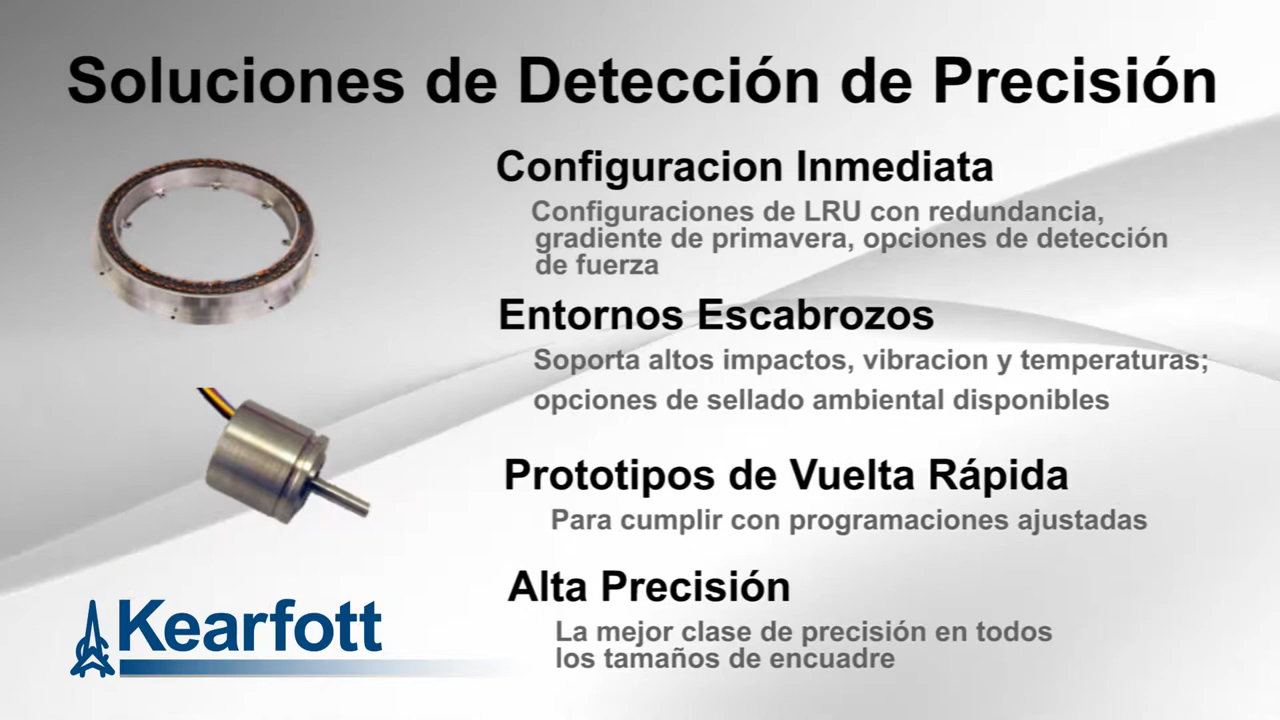 Soluciones de Detección de Precisión
Configuracion Inmediata
Configuraciones de LRU con redundancia,
gradiente de primavera, opciones de detección
de fuerza
Entornos Escabrozos
Soporta altos impactos, vibracion y temperaturas;
opciones de sellado ambiental disponibles
Prototipos de Vuelta Rápida
Para cumplir con programaciones ajustadas
Alta Precisión
La mejor clase de precisión en todos
los tamaños de encuadre
Kearfott